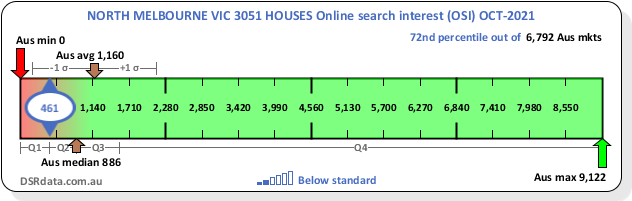 NORTH MELBOURNE VIC 3051 HOUSES Online search interest (OSI) OCT-2021
Aus min 0
72nd percentile out of 6,792 Aus mkts
Aus avg 1,160
-1 σ +1σ
461 1,140 1,710 2,280 2,850 3,420 3,990 4,560 5,130 5,700 6,270 6,840 7,410 7,980 8,550
Q1 Q2 Q3 Q4
Aus median 886
Aus max 9,122
DSRdata.com.au
Below standard